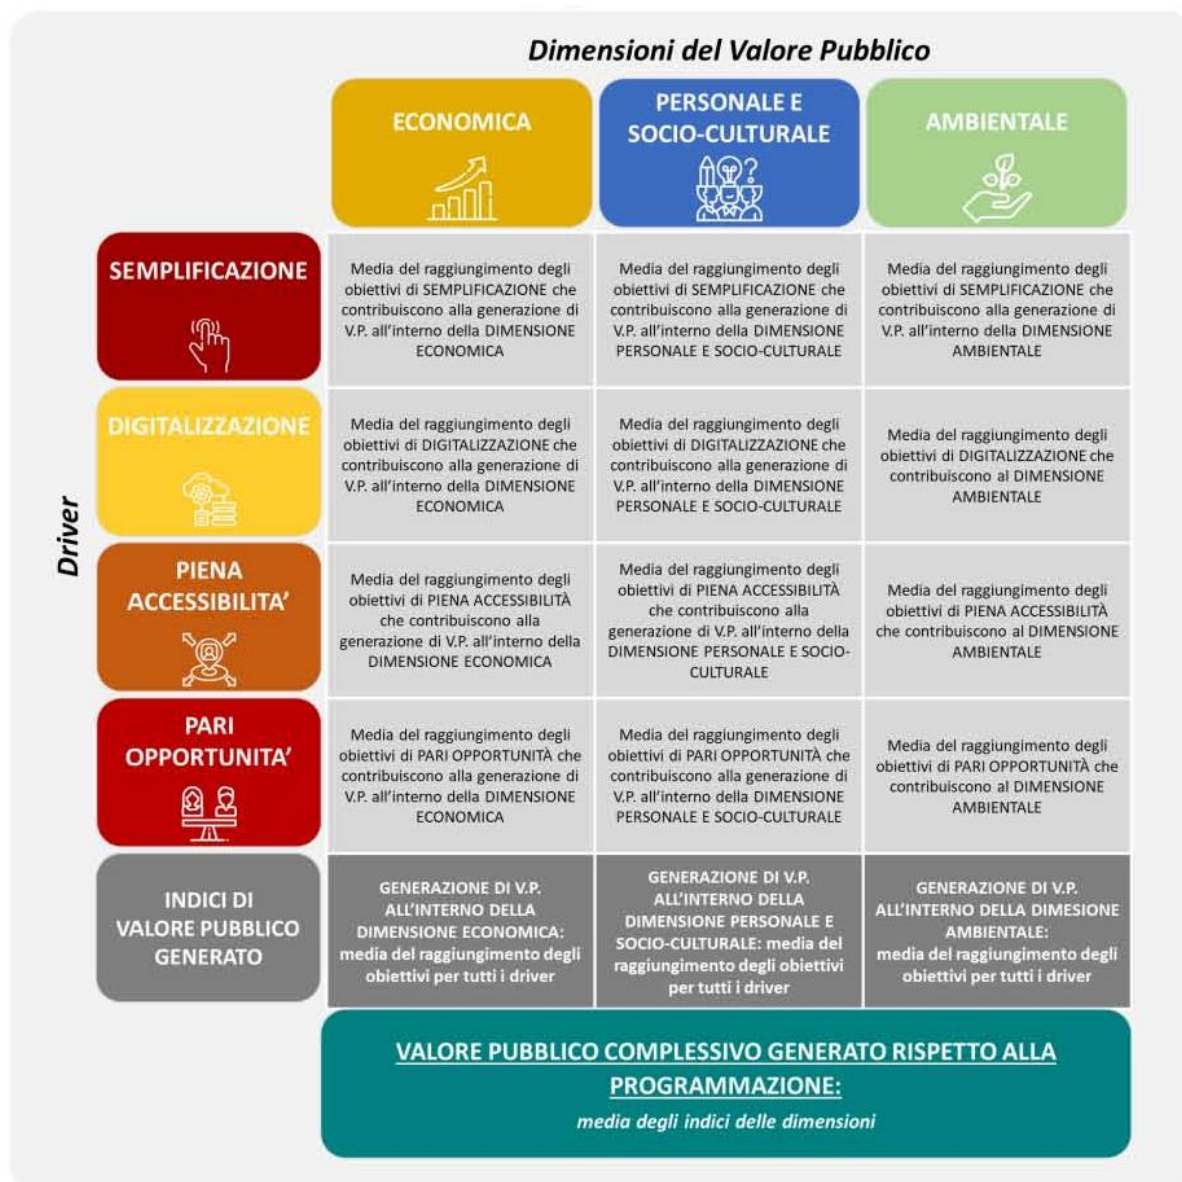 Dimensioni del Valore Pubblico
ECONOMICA
PERSONALE E
SOCIO-CULTURALE
AMBIENTALE
Driver
SEMPLIFICAZIONE
Media del raggiungimento degli
obiettivi di SEMPLIFICAZIONE che
contribuiscono alla generazione di
V.P. all'interno della DIMENSIONE
ECONOMICA
Media del raggiungimento degli
obiettivi di SEMPLIFICAZIONE che
contribuiscono alla generazione di
V.P. all'interno della DIMENSIONE
PERSONALE E SOCIO-CULTURALE
Media del raggiungimento degli
obiettivi di SEMPLIFICAZIONE che
contribuiscono alla generazione di
V.P. all'interno della DIMENSIONE
AMBIENTALE
DIGITALIZZAZIONE
Media del raggiungimento degli
obiettivi di DIGITALIZZAZIONE che
contribuiscono alla generazione di
V.P. all'interno della DIMENSIONE
ECONOMICA
Media del raggiungimento degli
obiettivi di DIGITALIZZAZIONE che
contribuiscono alla generazione di
V.P. all'interno della DIMENSIONE
PERSONALE E SOCIO-CULTURALE
Media del raggiungimento degli
obiettivi di DIGITALIZZAZIONE che
contribuiscono al DIMENSIONE
AMBIENTALE
PIENA
ACCESSIBILITA'
Media del raggiungimento degli
obiettivi di PIENA ACCESSIBILITÀ
che contribuiscono alla
generazione di V.P. all'interno della
DIMENSIONE ECONOMICA
Media del raggiungimento degli
obiettivi di PIENA ACCESSIBILITÀ
che contribuiscono alla
generazione di V.P. all'interno della
DIMENSIONE PERSONALE E SOCIO-
CULTURALE
Media del raggiungimento degli
obiettivi di PIENA ACCESSIBILITÀ
che contribuiscono al DIMENSIONE
AMBIENTALE
PARI
OPPORTUNITA'
Media del raggiungimento degli
obiettivi di PARI OPPORTUNITÀ che
contribuiscono alla generazione di
V.P. all'interno della DIMENSIONE
ECONOMICA
Media del raggiungimento degli
obiettivi di PARI OPPORTUNITÀ che
contribuiscono alla generazione di
V.P. all'interno della DIMENSIONE
PERSONALE E SOCIO-CULTURALE
Media del raggiungimento degli
obiettivi di PARI OPPORTUNITÀ che
contribuiscono al DIMENSIONE
AMBIENTALE
INDICI DI
VALORE PUBBLICO
GENERATO
GENERAZIONE DI V.P.
ALL'INTERNO DELLA
DIMENSIONE ECONOMICA:
media del raggiungimento degli
obiettivi per tutti i driver
GENERAZIONE DI V.P.
ALL'INTERNO DELLA
DIMENSIONE PERSONALE E
SOCIO-CULTURALE: media del
raggiungimento degli obiettivi
per tutti i driver
GENERAZIONE DI V.P.
ALL'INTERNO DELLA DIMESIONE
AMBIENTALE:
media del raggiungimento degli
obiettivi per tutti i driver
VALORE PUBBLICO COMPLESSIVO GENERATO RISPETTO ALLA
PROGRAMMAZIONE:
media degli indici delle dimensioni